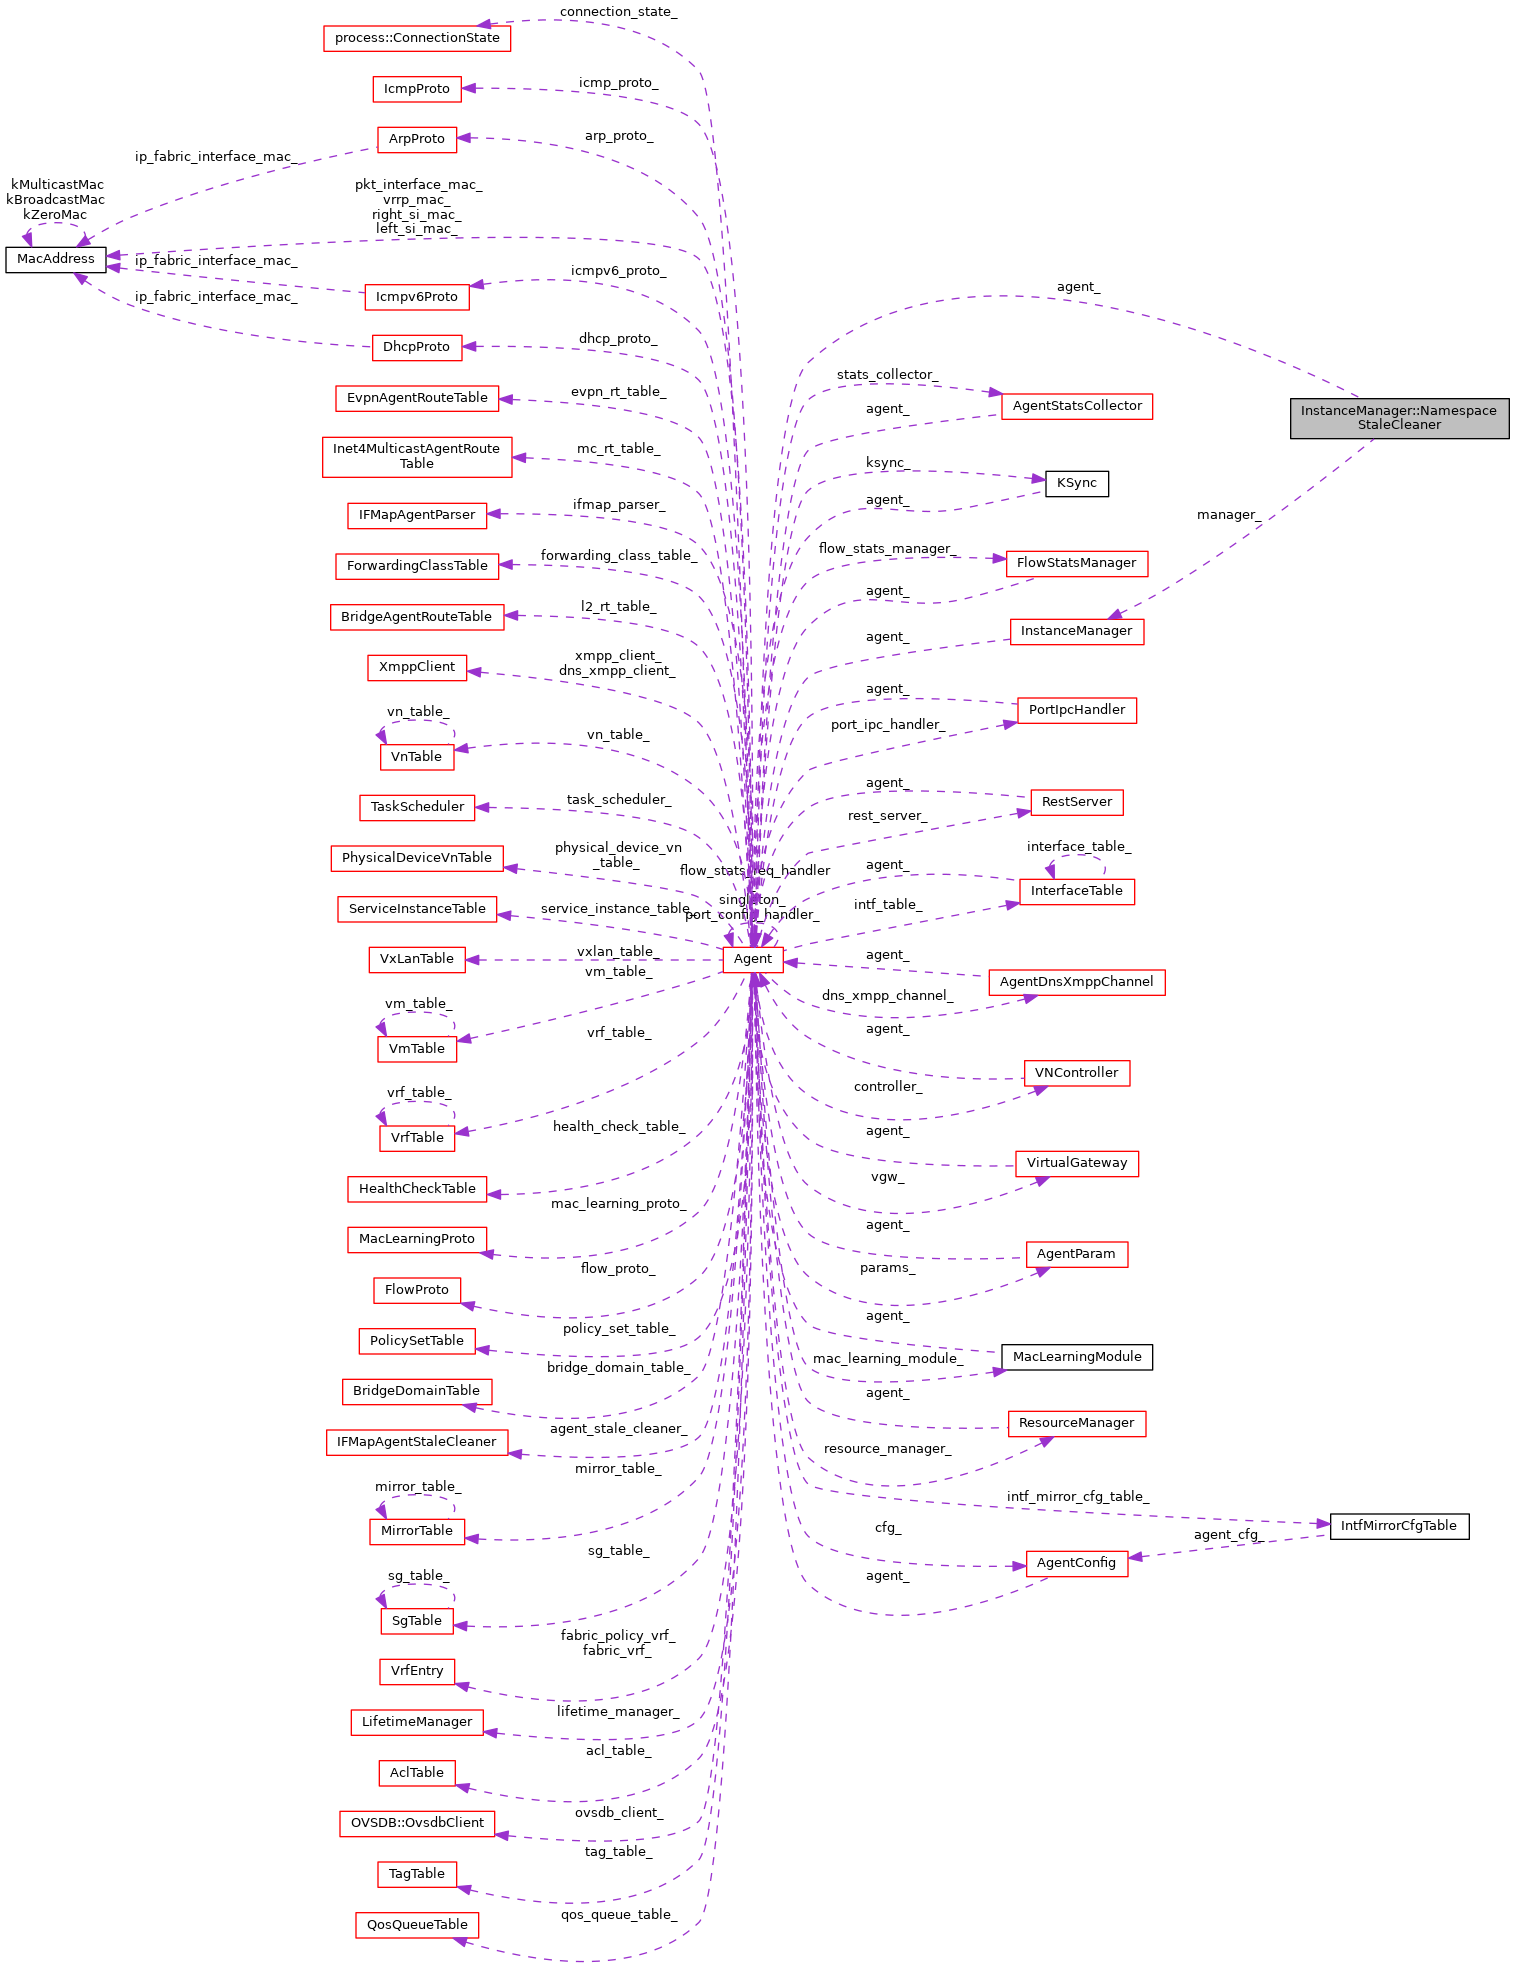 connection_state_
process::ConnectionState
icmp_proto_
IcmpProto
arp_proto_
ArpProto
ip_fabric_interface_mac_
kMulticastMac
kBroadcastMac
kZeroMac
pkt_interface_mac_
vrrp_mac_
right_si_mac_
left_si_mac_
MacAddress
ip_fabric_interface_mac_
icmpv6_proto_
Icmpv6Proto
ip_fabric_interface_mac_
agent_
dhcp_proto_
DhcpProto
stats_collector_
evpn_rt_table_
EvpnAgentRouteTable
agent_
AgentStatsCollector
InstanceManager::Namespace
StaleCleaner
mc_rt_table_
Inet4MulticastAgentRoute
Table
ksync_
KSync
agent_
ifmap_parser_
IFMapAgentParser
manager_
forwarding_class_table_
ForwardingClassTable
flow_stats_manager_
FlowStatsManager
agent_
l2_rt_table_
BridgeAgentRouteTable
agent_
InstanceManager
xmpp_client_
dns_xmpp_client_
XmppClient
agent_
PortIpcHandler
port_ipc_handler_
vn_table_
vn_table_
VnTable
agent_
RestServer
rest_server_
task_scheduler_
TaskScheduler
physical_device_vn
_table_
PhysicalDeviceVnTable
flow_stats_req_handler
singleton_
port_config_handler_
interface_table_
agent_
InterfaceTable
intf_table_
service_instance_table_
ServiceInstanceTable
vxlan_table_
VxLanTable
Agent
agent_
AgentDnsXmppChannel
dns_xmpp_channel_
vm_table_
vm_table_
VmTable
agent_
VNController
controller_
vrf_table_
vrf_table_
VrfTable
agent_
VirtualGateway
vgw_
health_check_table_
HealthCheckTable
mac_learning_proto_
MacLearningProto
agent_
AgentParam
params_
flow_proto_
FlowProto
agent_
policy_set_table_
PolicySetTable
MacLearningModule
mac_learning_module_
bridge_domain_table_
BridgeDomainTable
agent_
ResourceManager
resource_manager_
agent_stale_cleaner_
IFMapAgentStaleCleaner
mirror_table_
mirror_table_
MirrorTable
intf_mirror_cfg_table_
IntfMirrorCfgTable
agent_cfg_
cfg_
AgentConfig
agent_
sg_table_
sg_table_
SgTable
fabric_policy_vrf_
fabric_vrf_
VrfEntry
lifetime_manager_
LifetimeManager
acl_table_
AclTable
ovsdb_client_
OVSDB::OvsdbClient
tag_table_
TagTable
qos_queue_table_
QosQueueTable